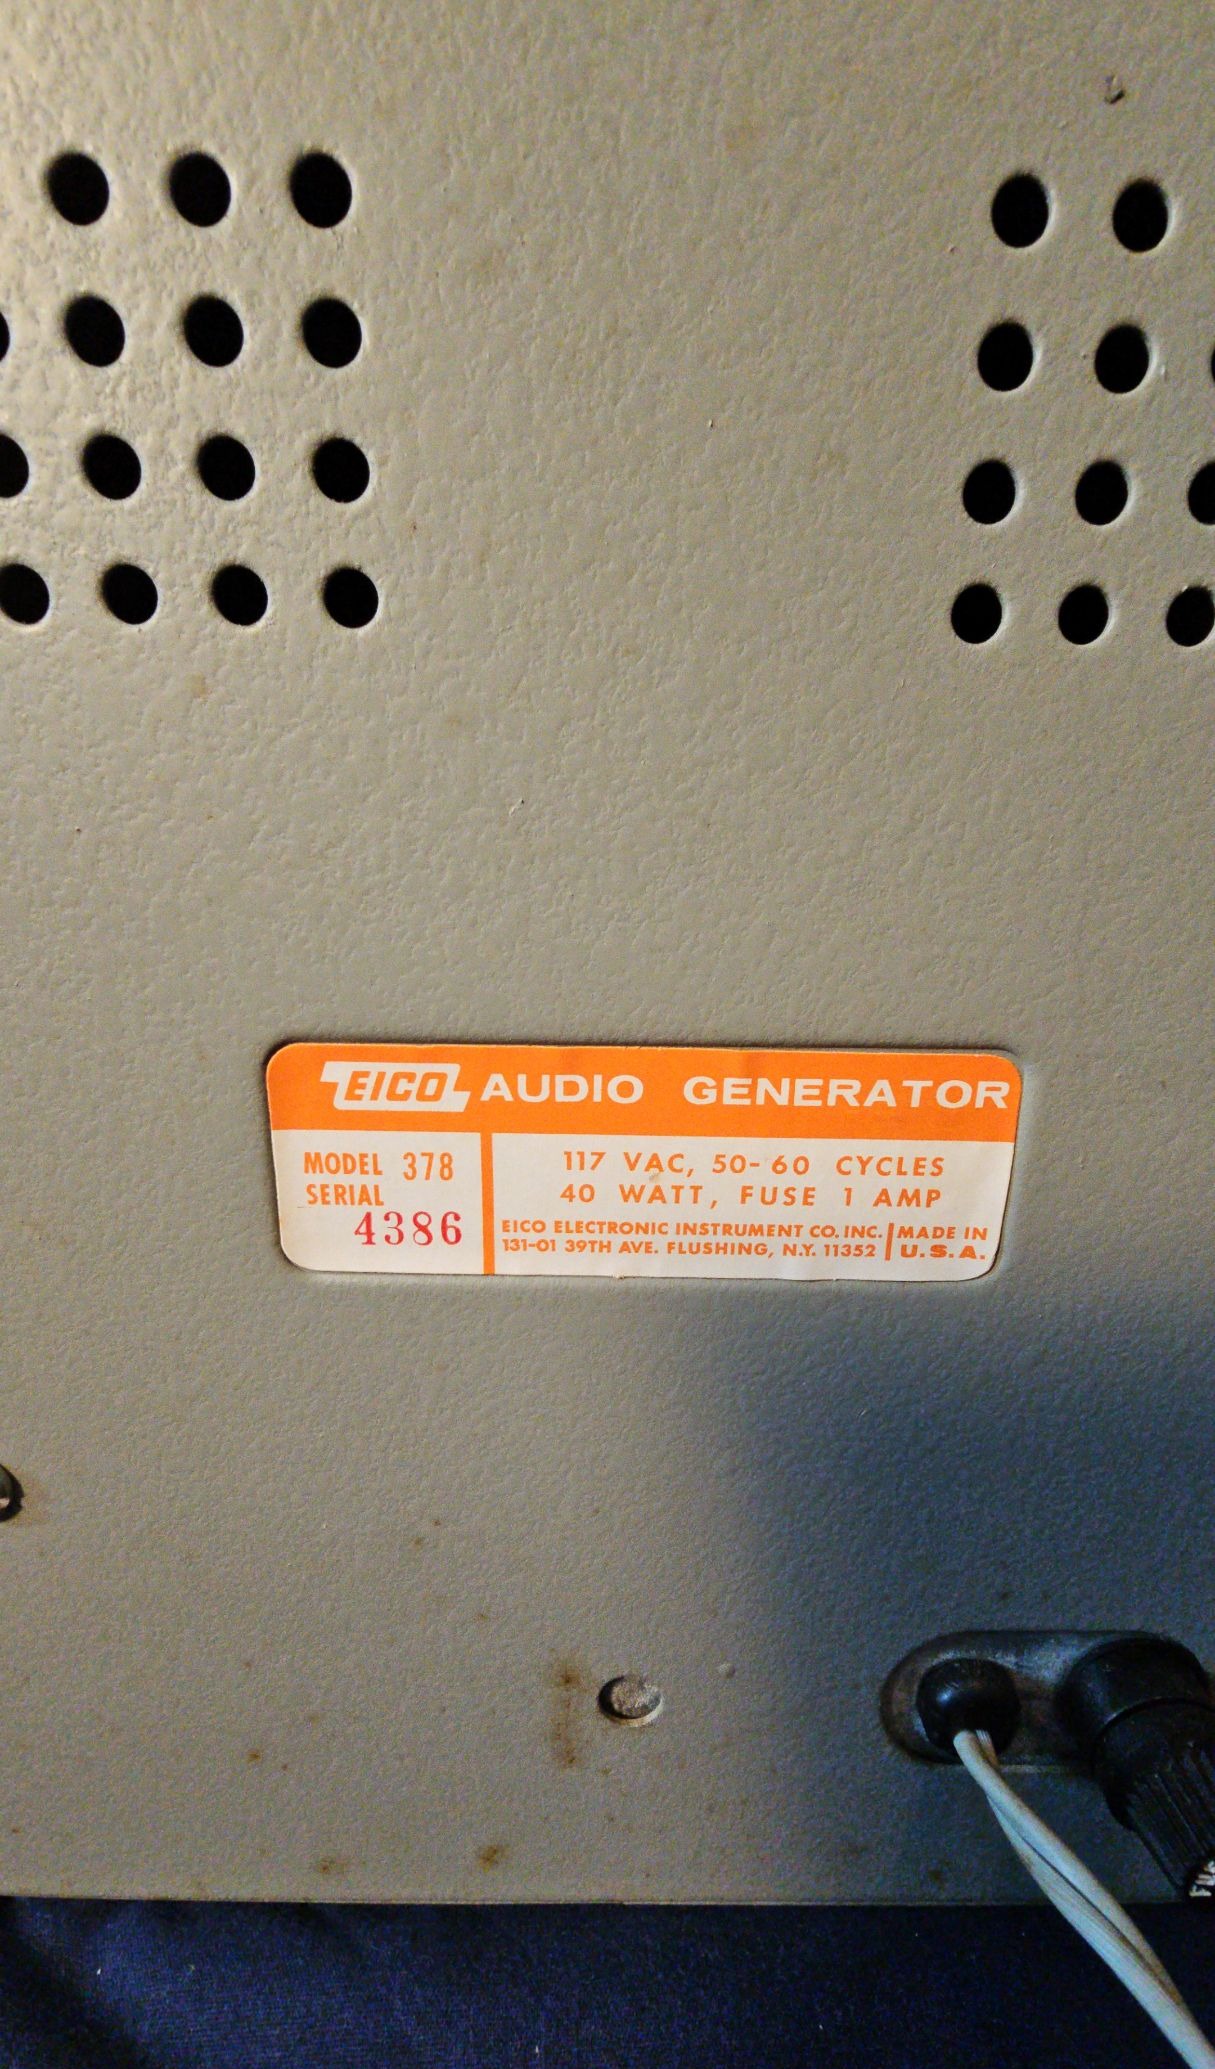 EICO AUDIO GENERATOR
MODEL 378
SERIAL
4386
117 VAC, 50-60 CYCLES
40 WATT, FUSE 1 AMP
EICO ELECTRONIC INSTRUMENT CO. INC.
131-01 39TH AVE. FLUSHING, N.Y. 11352
MADE IN
U.S.A.